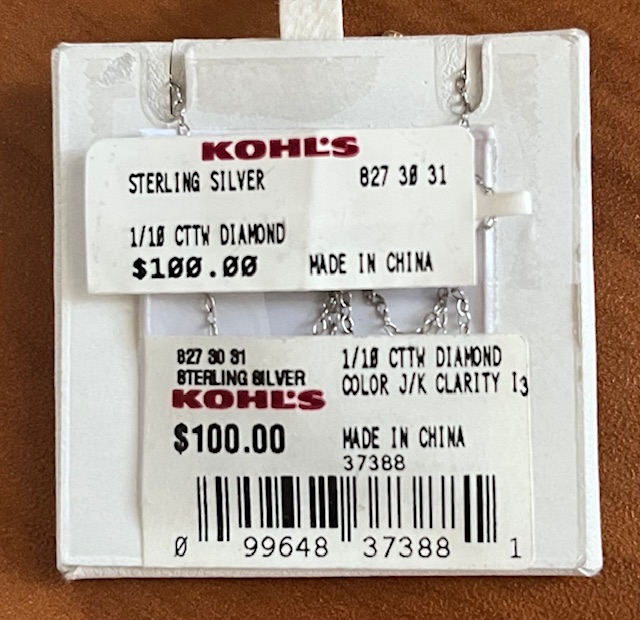 KOHL'S
STERLING SILVER 827 30 31
1/10 CTTW DIAMOND
$100.00 MADE IN CHINA
827 30 31 1/10 CTTW DIAMOND
STERLING SILVER COLOR J/K CLARITY I3
KOHL'S
$100.00 MADE IN CHINA
37388
0 99648 37388 1